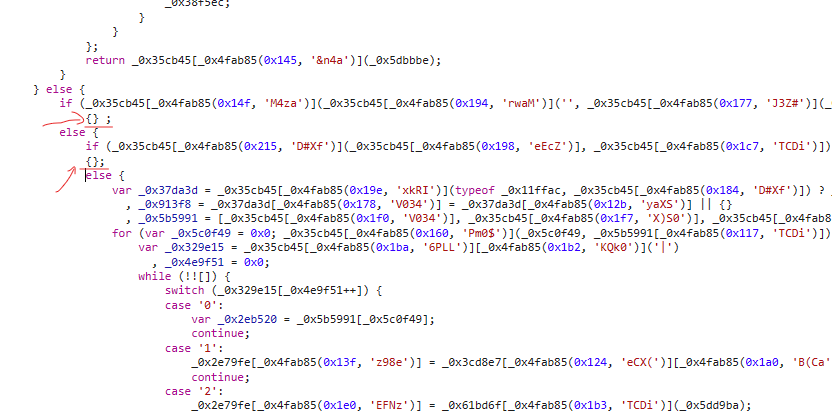 _0x38f5ec;
}
}
};
return _0x35cb45[_0x4fab85(0x145, '&n4a')](_0x5dbbbe);
}
} else {
if (_0x35cb45[_0x4fab85(0x14f, 'M4za')](_0x35cb45[_0x4fab85(0x194, 'rwaM')]('', _0x35cb45[_0x4fab85(0x177, 'J3Z#')](_
{} ;
else {
if (_0x35cb45[_0x4fab85(0x215, 'D#Xf')](_0x35cb45[_0x4fab85(0x198, 'eEcZ')], _0x35cb45[_0x4fab85(0x1c7, 'TCDi')])
{};
else {
var _0x37da3d = _0x35cb45[_0x4fab85(0x19e, 'xkRI')](typeof _0x11ffac, _0x35cb45[_0x4fab85(0x184, 'D#Xf')]) ? _
, _0x913f8 = _0x37da3d[_0x4fab85(0x178, 'V034')] = _0x37da3d[_0x4fab85(0x12b, 'yaXS')] || {}
, _0x5b5991 = [_0x35cb45[_0x4fab85(0x1f0, 'V034')], _0x35cb45[_0x4fab85(0x1f7, 'X)S0')], _0x35cb45[_0x4fab8
for (var _0x5c0f49 = 0x0; _0x35cb45[_0x4fab85(0x160, 'Pm0$')](_0x5c0f49, _0x5b5991[_0x4fab85(0x117, 'TCDi')])
var _0x329e15 = _0x35cb45[_0x4fab85(0x1ba, '6PLL')][_0x4fab85(0x1b2, 'KQk0')]('|')
, _0x4e9f51 = 0x0;
while (!![]) {
switch (_0x329e15[_0x4e9f51++]) {
case '0':
var _0x2eb520 = _0x5b5991[_0x5c0f49];
continue;
case '1':
_0x2e79fe[_0x4fab85(0x13f, 'z98e')] = _0x3cd8e7[_0x4fab85(0x124, 'eCX(')][_0x4fab85(0x1a0, 'B(Ca'
continue;
case '2':
_0x2e79fe[_0x4fab85(0x1e0, 'EFNz')] = _0x61bd6f[_0x4fab85(0x1b3, 'TCDi')](_0x5dd9ba);